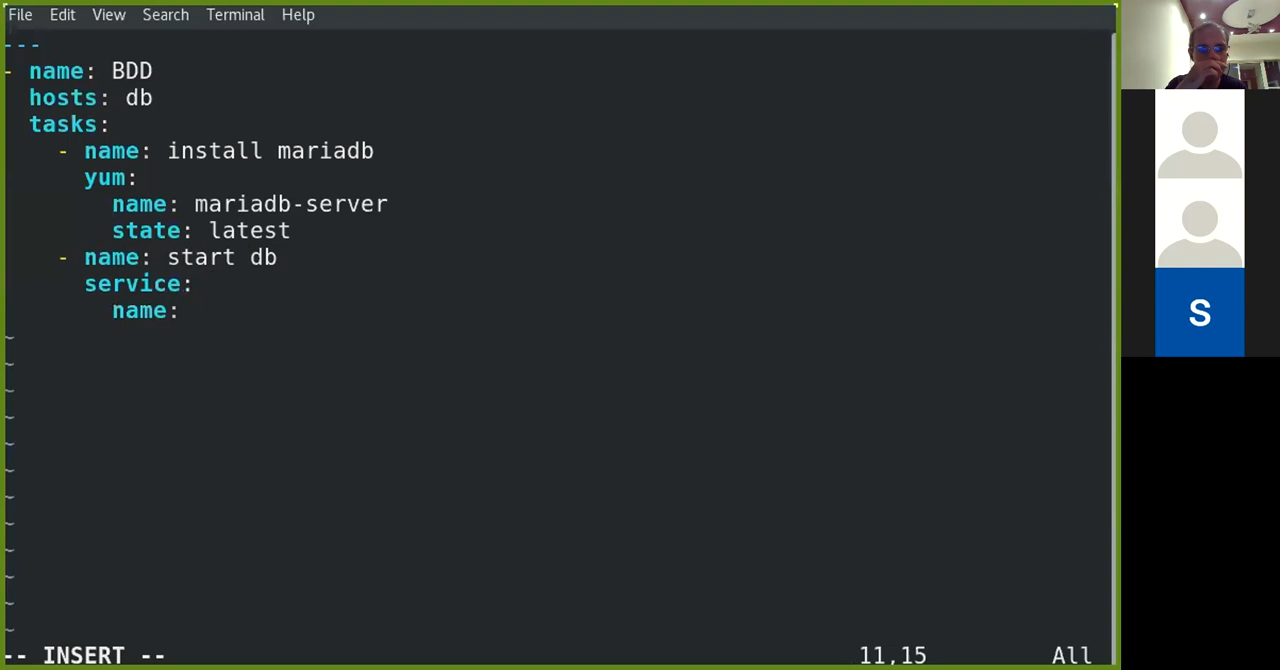 File Edit View Search Terminal Help
---
- name: BDD
  hosts: db
  tasks:
    - name: install mariadb
      yum:
        name: mariadb-server
        state: latest
    - name: start db
      service:
        name:
~
~
~
~
~
~
~
~
~
~
~
~
-- INSERT -- 11,15 All
S